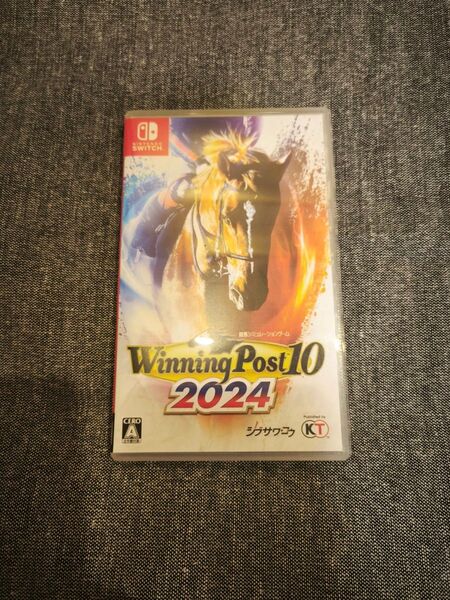 NINTENDO
SWITCH
競馬シミュレーションゲーム
Winning Post 10
2024
CERO
A
シブサワ・コウ
Published by
KT